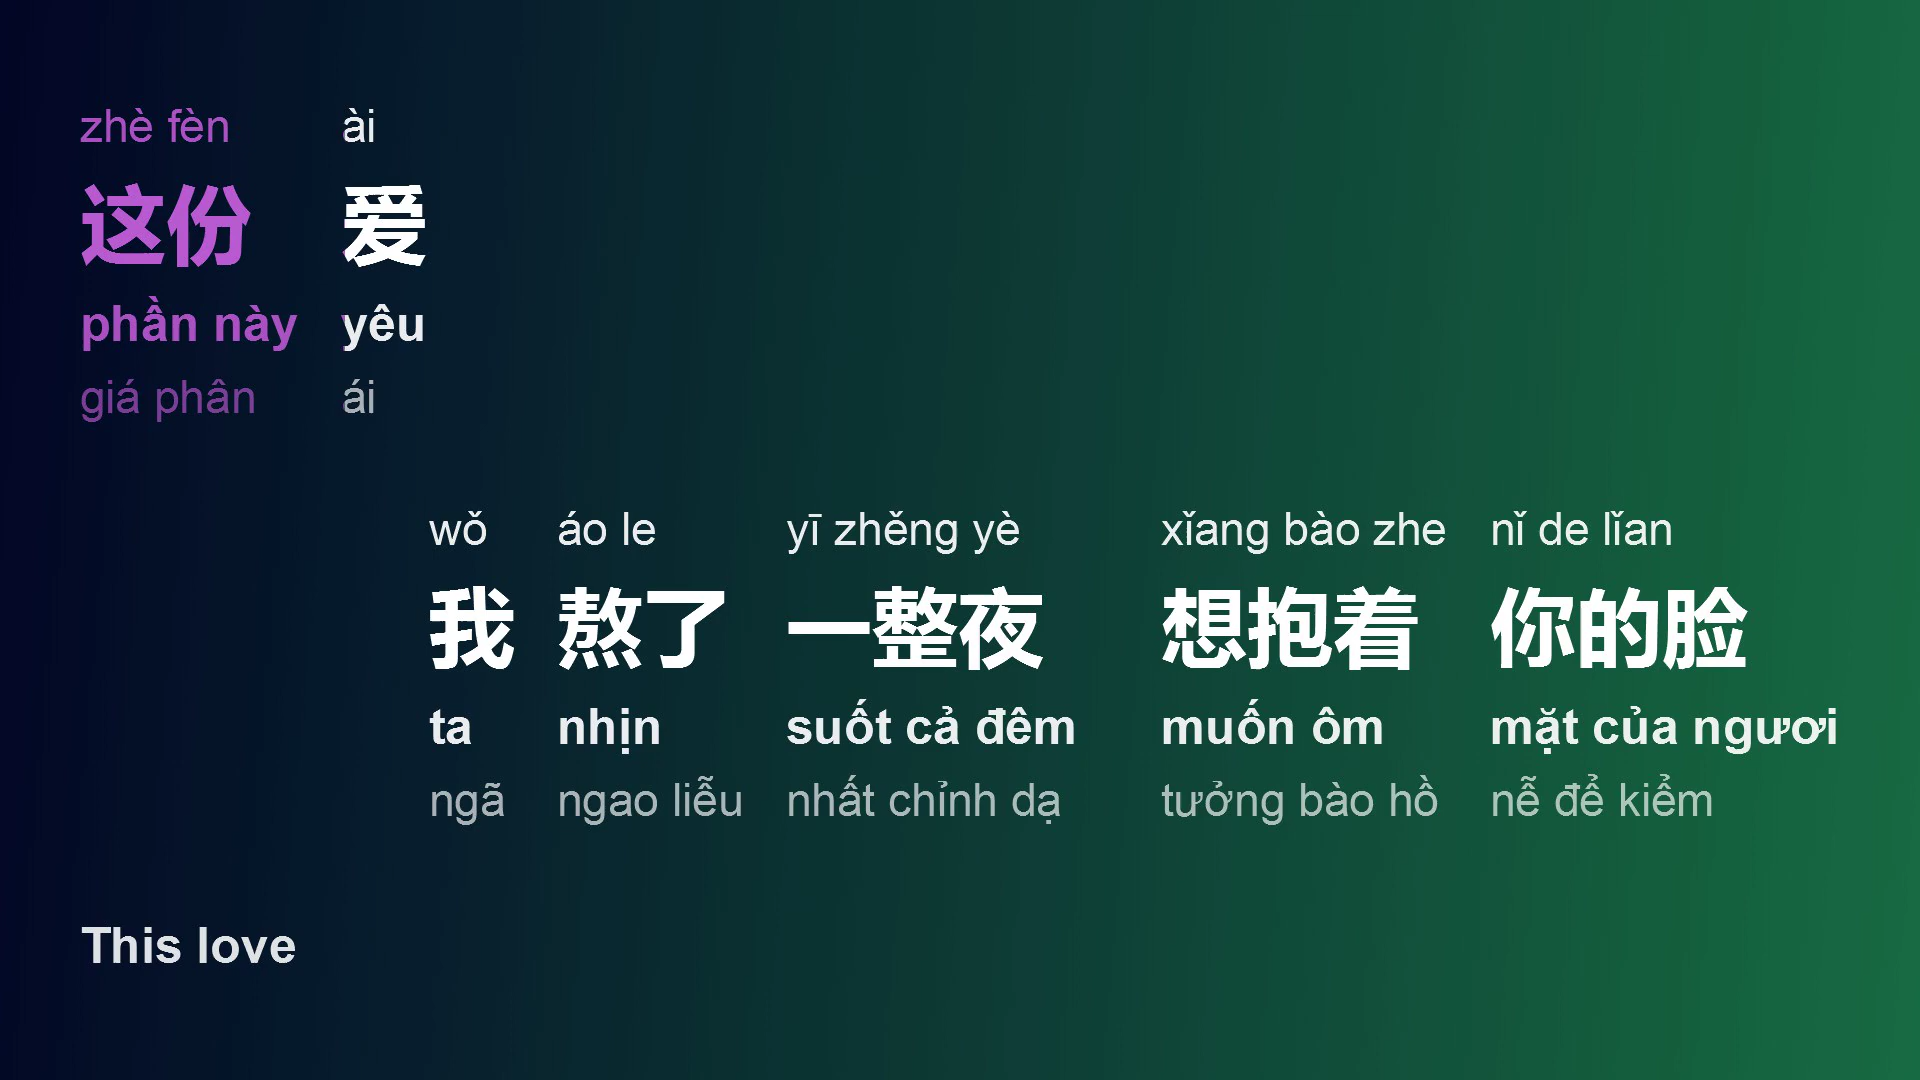 zhè fèn ài
这份 爱
phần này yêu
giá phân ái
wǒ áo le yī zhěng yè xǐang bào zhe nǐ de lǐan
我 熬了 一整夜 想抱着 你的脸
ta nhịn suốt cả đêm muốn ôm mặt của ngươi
ngã ngao liễu nhất chỉnh dạ tưởng bào hồ nễ để kiểm
This love